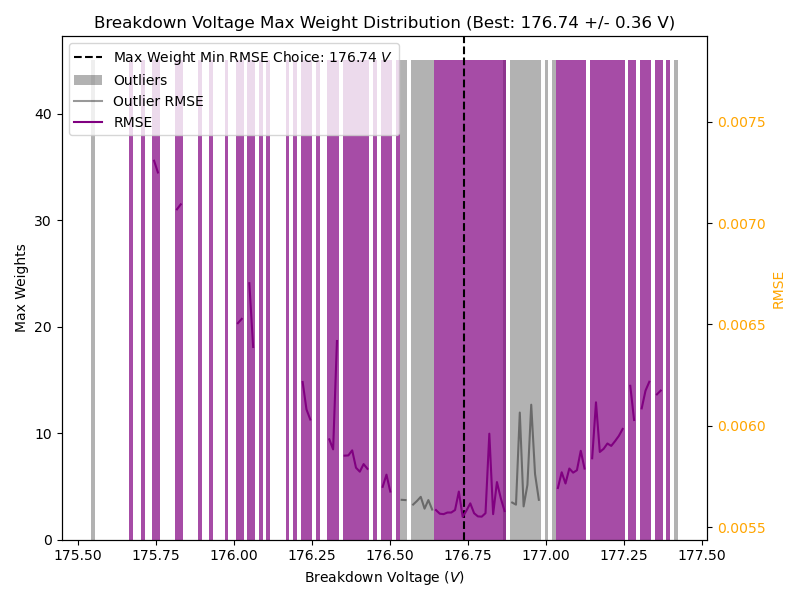 Breakdown Voltage Max Weight Distribution (Best: 176.74 +/- 0.36 V)
Max Weight Min RMSE Choice: 176.74 V
Outliers
Outlier RMSE
RMSE
Max Weights
40
30
20
10
0
0.0075
0.0070
0.0065
0.0060
0.0055
RMSE
175.50 175.75 176.00 176.25 176.50 176.75 177.00 177.25 177.50
Breakdown Voltage (V)